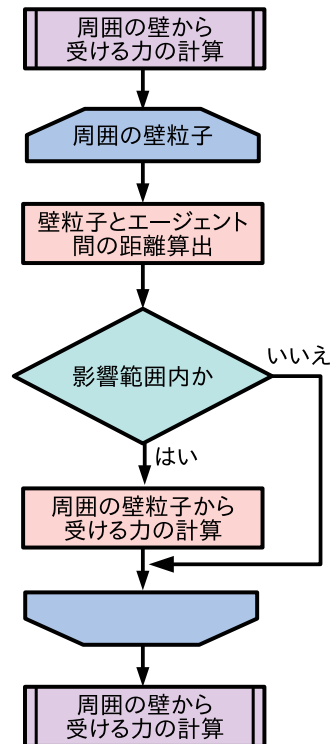 周囲の壁から
受ける力の計算
周囲の壁粒子
壁粒子とエージェント
間の距離算出
影響範囲内か
いいえ
はい
周囲の壁粒子から
受ける力の計算
周囲の壁から
受ける力の計算